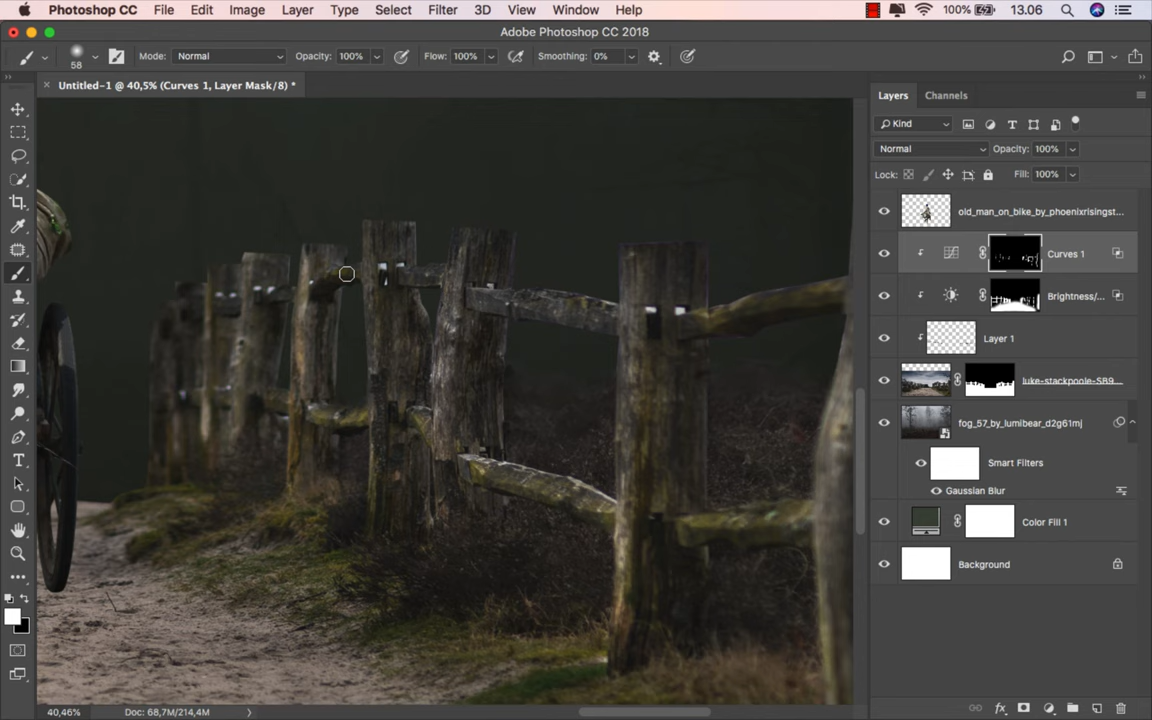 Photoshop CC File Edit Image Layer Type Select Filter 3D View Window Help 100% 13.06
Adobe Photoshop CC 2018
58 Mode: Normal Opacity: 100% Flow: 100% Smoothing: 0%
× Untitled-1 @ 40,5% (Curves 1, Layer Mask/8) *
Layers Channels
Kind
Normal Opacity: 100%
Lock: Fill: 100%
old_man_on_bike_by_phoenixrisingst...
Curves 1
Brightness/...
Layer 1
luke-stackpoole-SB9...
fog_57_by_lumibear_d2g61mj
Smart Filters
Gaussian Blur
Color Fill 1
Background
40,46% Doc: 68,7M/214,4M
fx